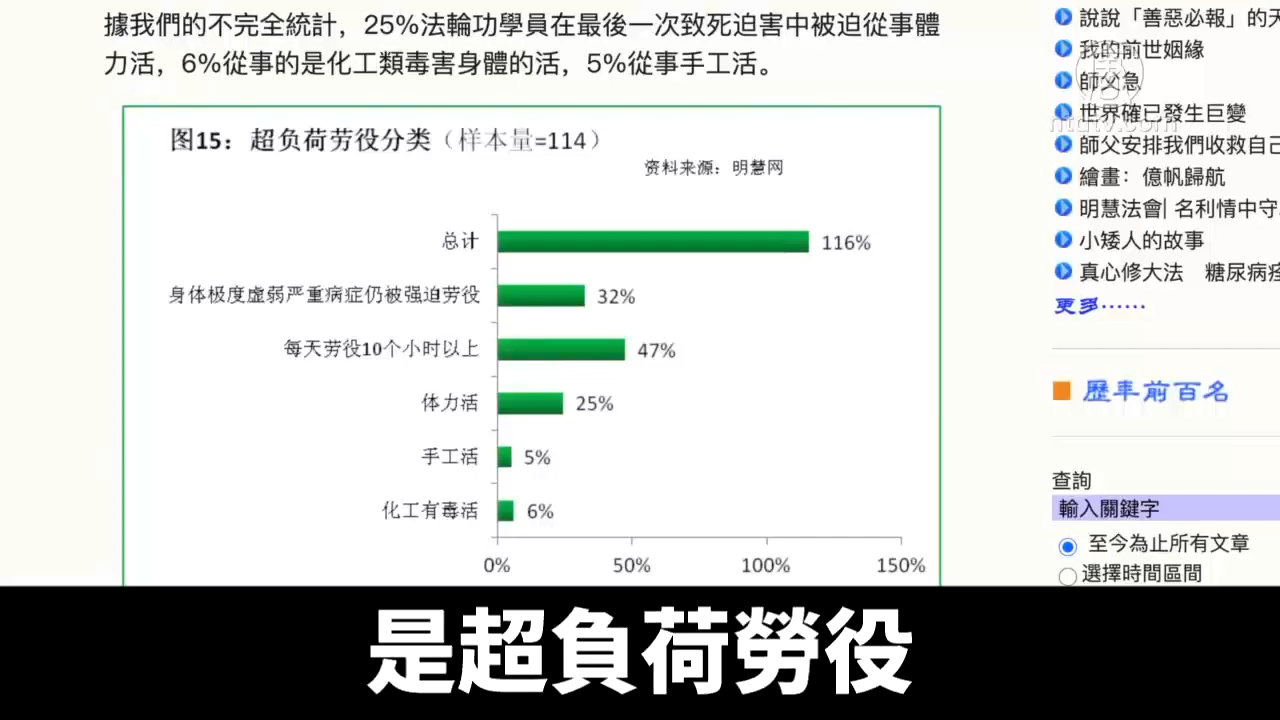 據我們的不完全統計，25%法輪功學員在最後一次致死迫害中被迫從事體
力活，6%從事的是化工類毒害身體的活，5%從事手工活。
图15：超负荷劳役分类（样本量=114）
资料来源：明慧网
总计 116%
身体极度虚弱严重病症仍被强迫劳役 32%
每天劳役10个小时以上 47%
体力活 25%
手工活 5%
化工有毒活 6%
0% 50% 100% 150%
說說「善惡必報」的
我的前世姻緣
師父急
世界確已發生巨變
師父安排我們收救自己
繪畫：億帆歸航
明慧法會| 名利情中守
小矮人的故事
真心修大法　糖尿病痊
更多……
ntdtv.com
歷年前百名
查詢
輸入關鍵字
至今為止所有文章
選擇時間區間
是超負荷勞役